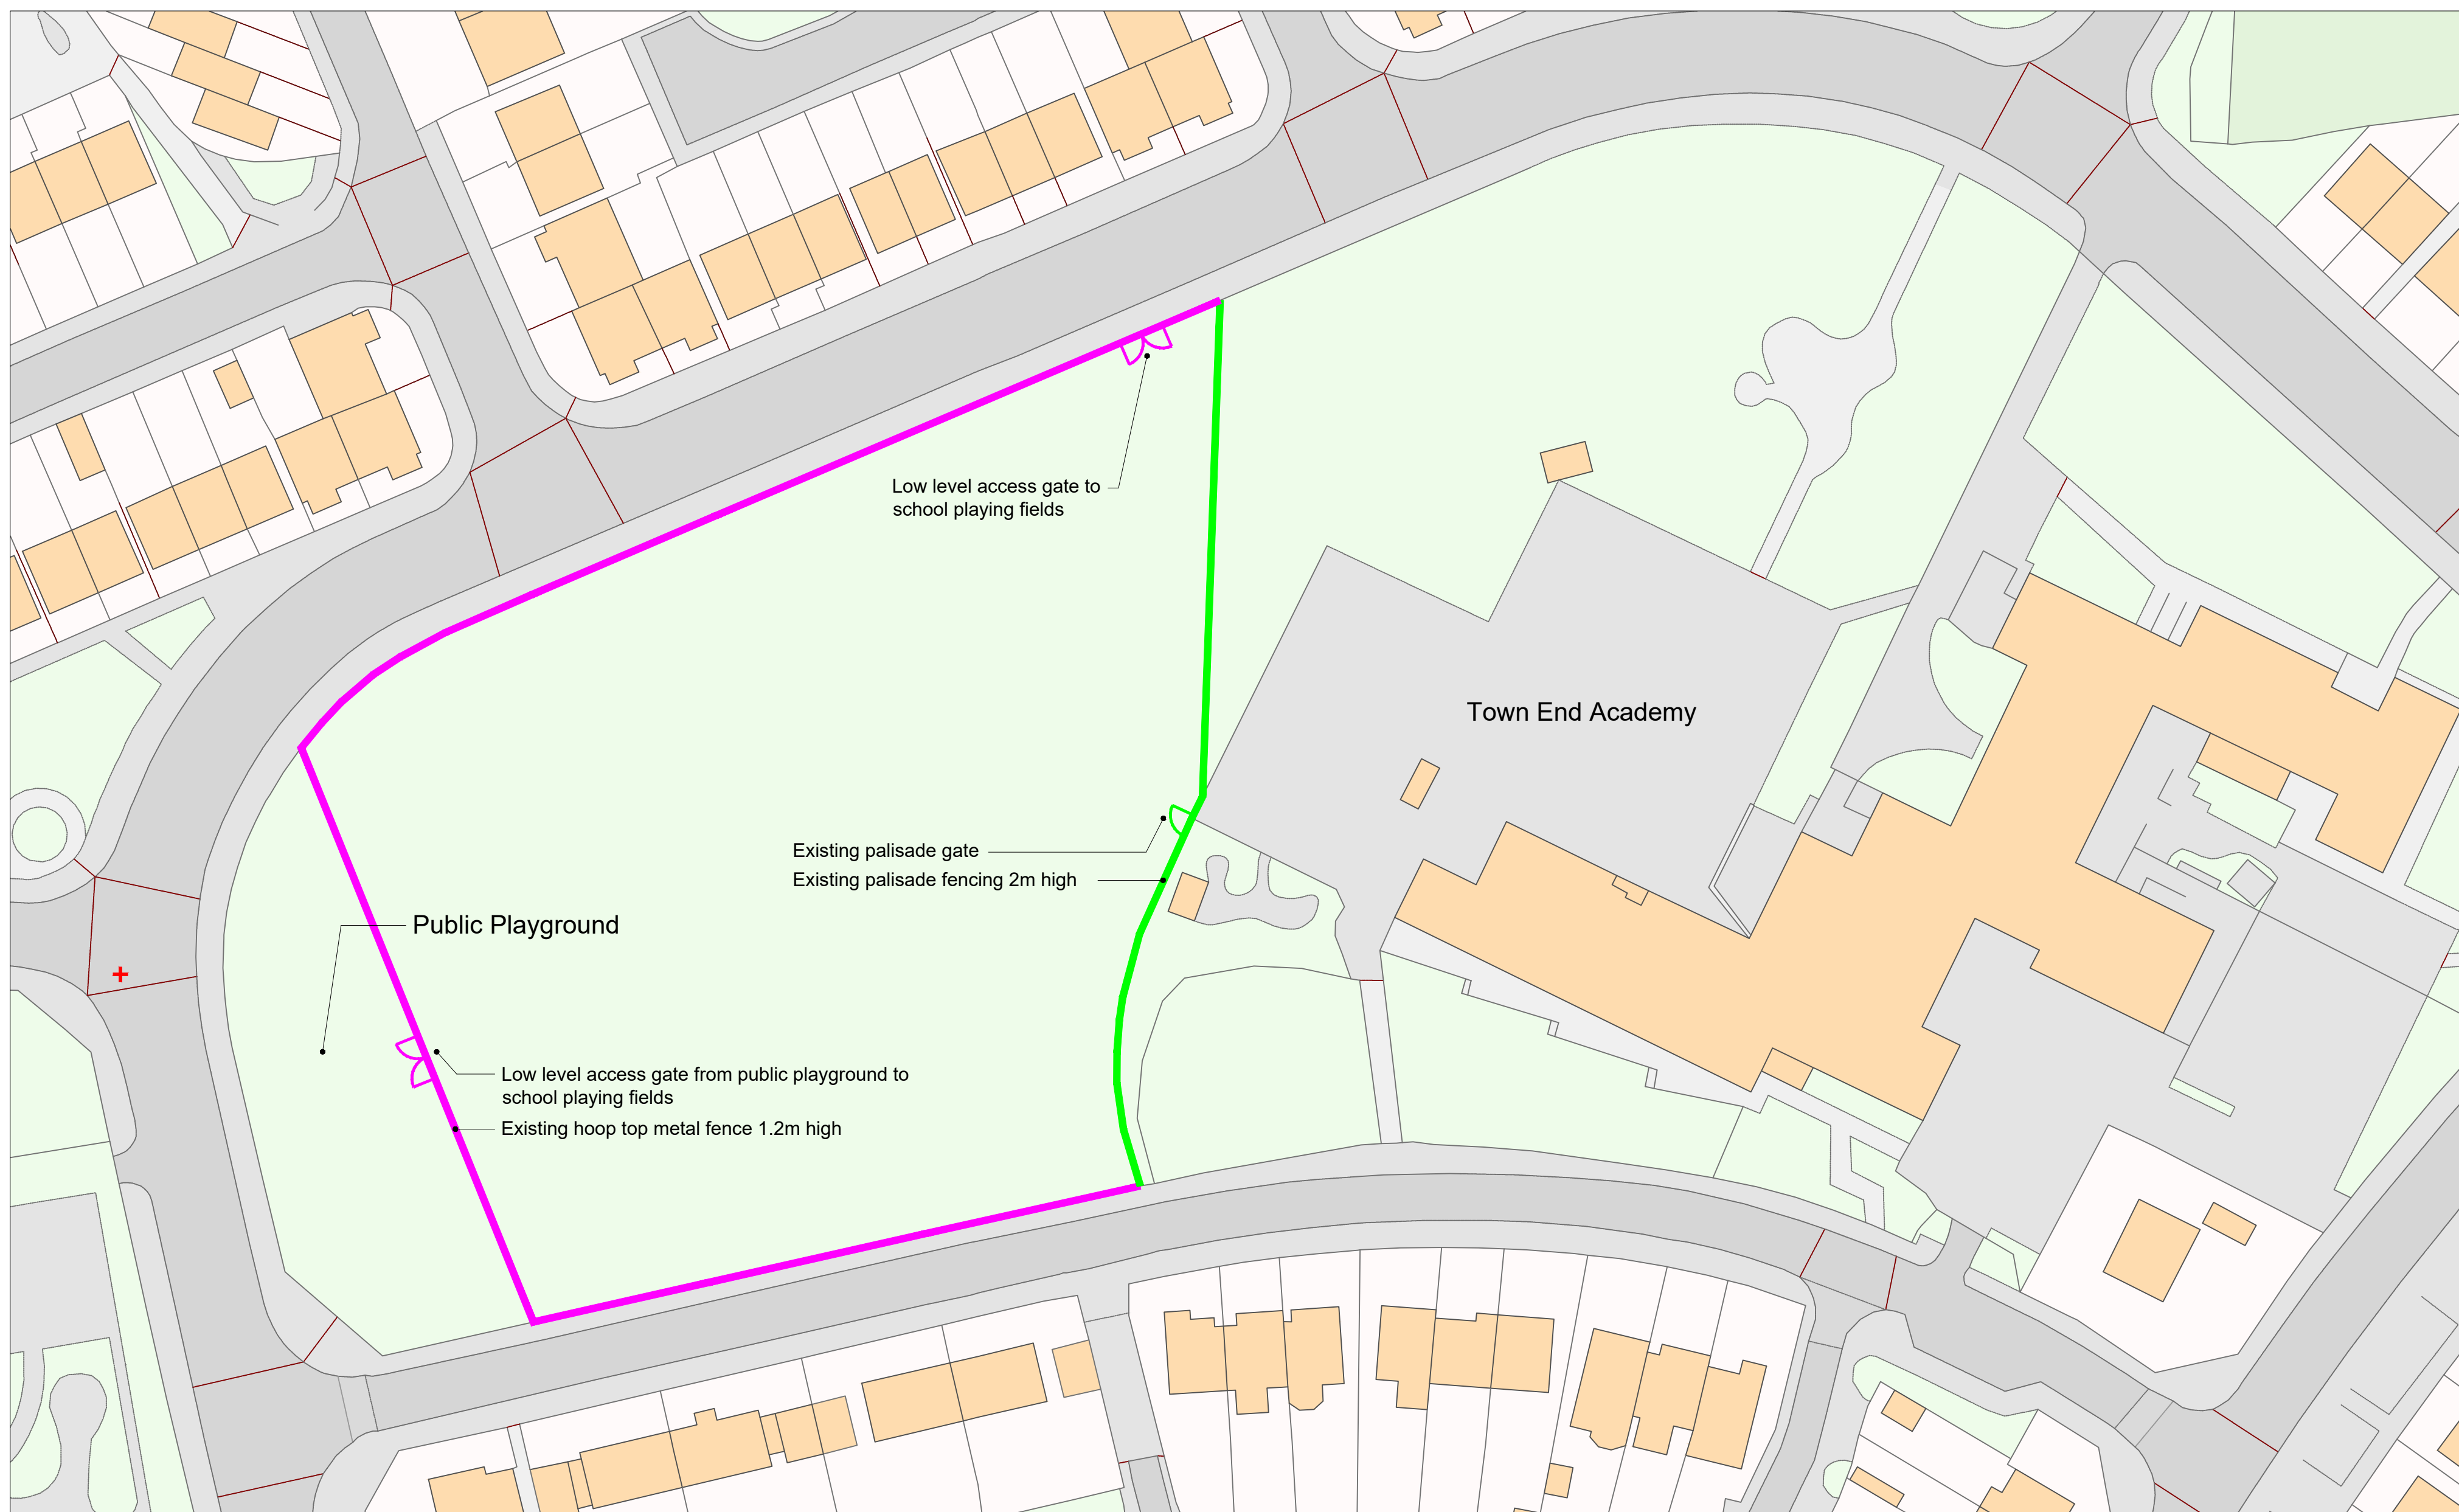 Low level access gate to
school playing fields
Town End Academy
Existing palisade gate
Existing palisade fencing 2m high
Public Playground
Low level access gate from public playground to
school playing fields
Existing hoop top metal fence 1.2m high